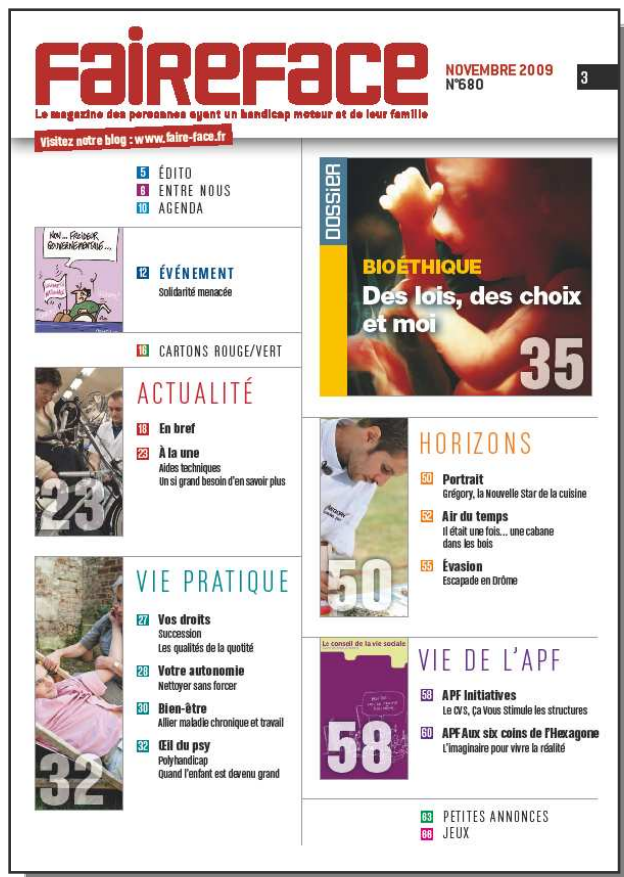 FAIREFACE
Le magazine des personnes ayant un handicap moteur et de leur famille
Visitez notre blog : www.faire-face.fr
NOVEMBRE 2009
N°680
3
5 ÉDITO
6 ENTRE NOUS
10 AGENDA
NON... FROIDEUR
GOUVERNEMENTALE...
12 ÉVÉNEMENT
Solidarité menacée
16 CARTONS ROUGE/VERT
ACTUALITÉ
18 En bref
23 À la une
Aides techniques
Un si grand besoin d'en savoir plus
23
VIE PRATIQUE
27 Vos droits
Succession
Les qualités de la quotité
28 Votre autonomie
Nettoyer sans forcer
30 Bien-être
Allier maladie chronique et travail
32 Œil du psy
Polyhandicap
Quand l'enfant est devenu grand
32
DOSSIER
BIOÉTHIQUE
Des lois, des choix
et moi
35
HORIZONS
50 Portrait
Grégory, la Nouvelle Star de la cuisine
52 Air du temps
Il était une fois... une cabane
dans les bois
55 Évasion
Escapade en Drôme
50
Le conseil de la vie sociale
VIE DE L'APF
58 APF Initiatives
Le CVS, Ça Vous Stimule les structures
60 APF Aux six coins de l'Hexagone
L'imaginaire pour vivre la réalité
58
63 PETITES ANNONCES
66 JEUX